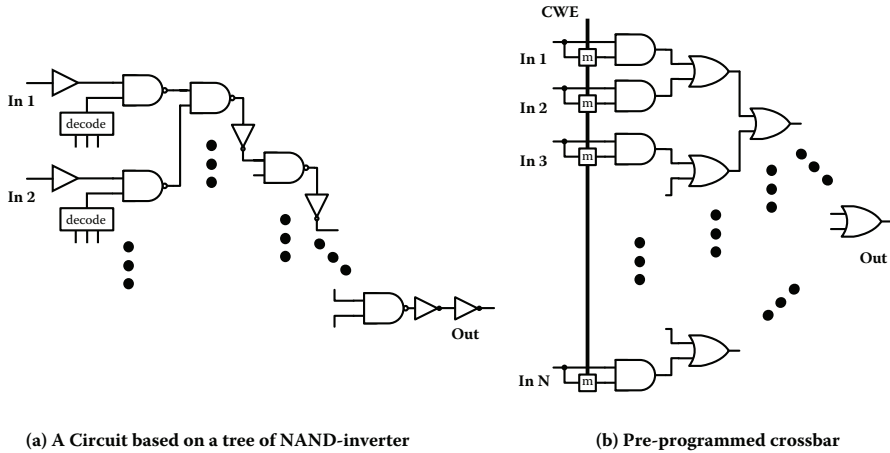 CWE
In 1
decode
In 2
decode
Out
In 1
m
In 2
m
In 3
m
Out
In N
m
(a) A Circuit based on a tree of NAND-inverter
(b) Pre-programmed crossbar